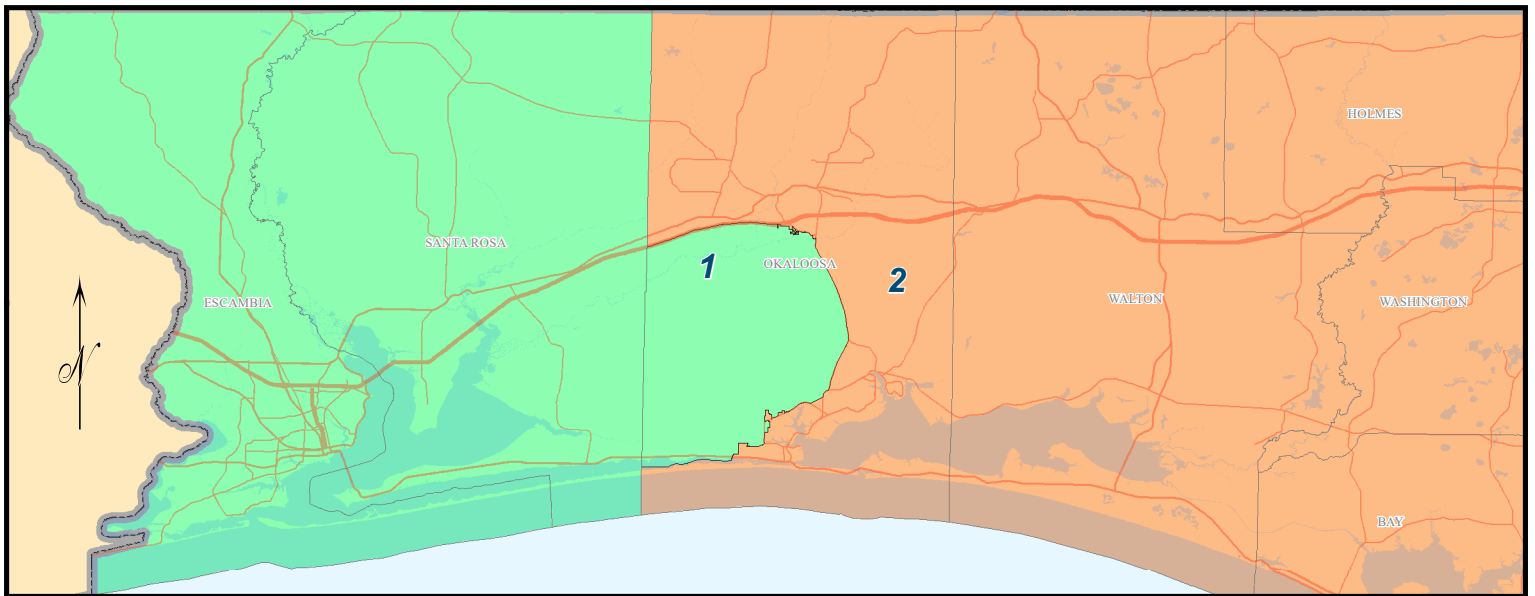 HOLMES
SANTA ROSA
1
OKALOOSA
2
ESCAMBIA
WALTON
WASHINGTON
N
BAY